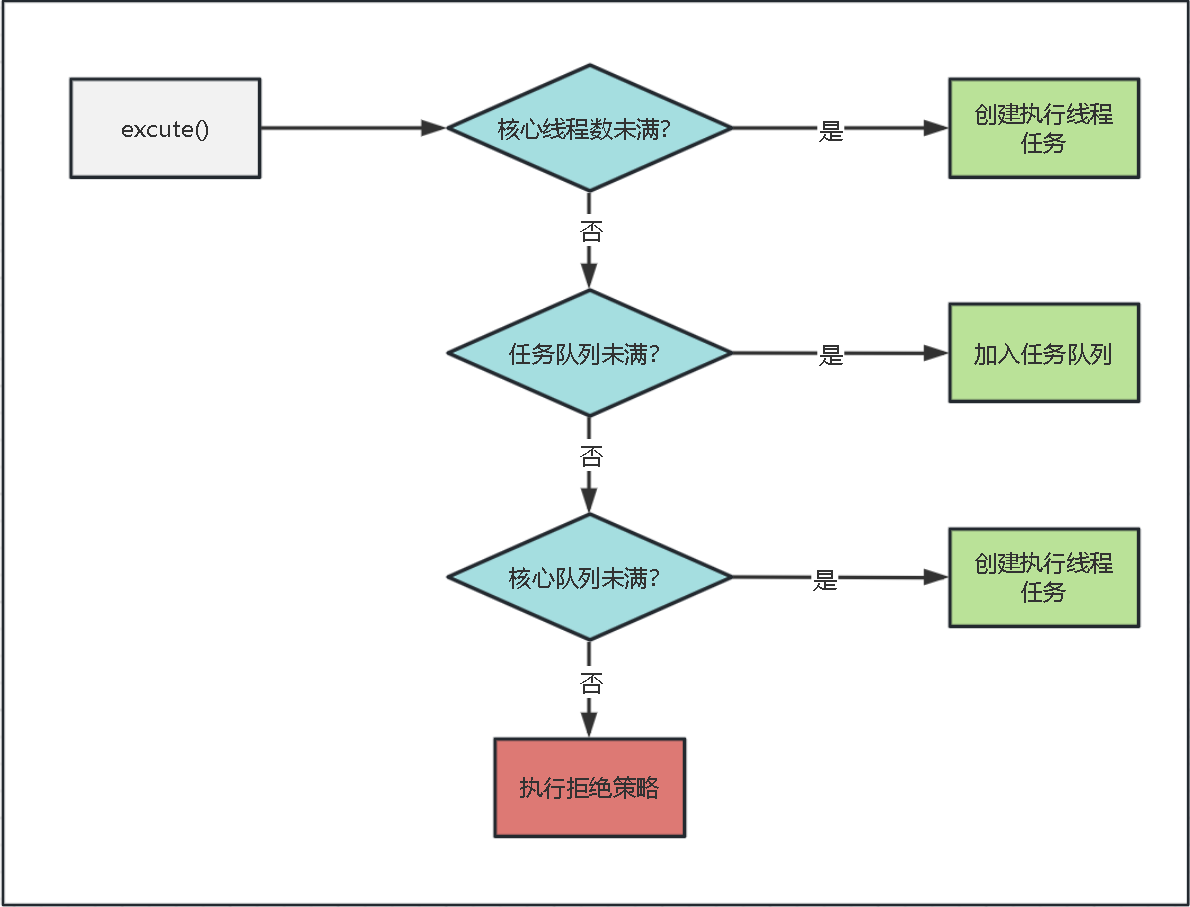 excute()
核心线程数未满?
是
创建执行线程
任务
否
任务队列未满?
是
加入任务队列
否
核心队列未满?
是
创建执行线程
任务
否
执行拒绝策略